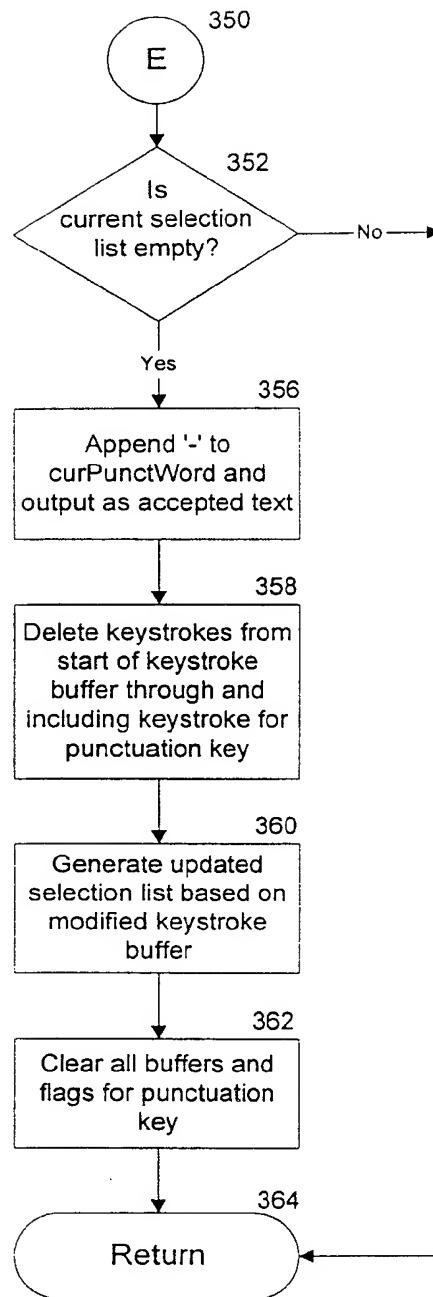 350
E
352
Is
current selection
list empty?
No
Yes
356
Append '-' to
curPunctWord and
output as accepted text
358
Delete keystrokes from
start of keystroke
buffer through and
including keystroke for
punctuation key
360
Generate updated
selection list based on
modified keystroke
buffer
362
Clear all buffers and
flags for punctuation
key
364
Return